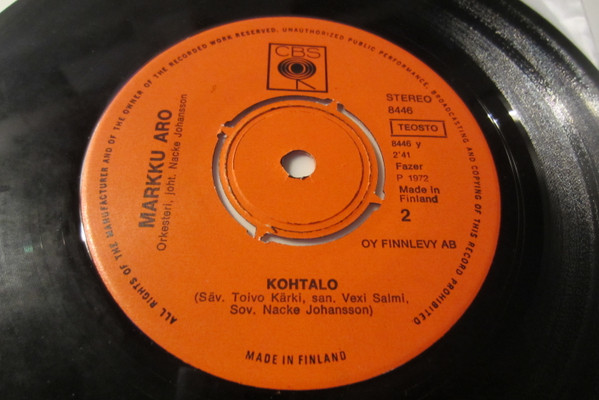 ALL RIGHTS OF THE MANUFACTURER AND OF THE OWNER OF THE RECORDED WORK RESERVED. UNAUTHORIZED PUBLIC PERFORMANCE, BROADCASTING AND COPYING OF THIS RECORD PROHIBITED
CBS
MARKKU ARO
Orkesteri, joht. Nacke Johansson
STEREO
8446
TEOSTO
8446 y
2'41
Fazer
P 1972
Made in
Finland
2
OY FINNLEVY AB
KOHTALO
(Säv. Toivo Kärki, san. Vexi Salmi,
Sov. Nacke Johansson)
MADE IN FINLAND